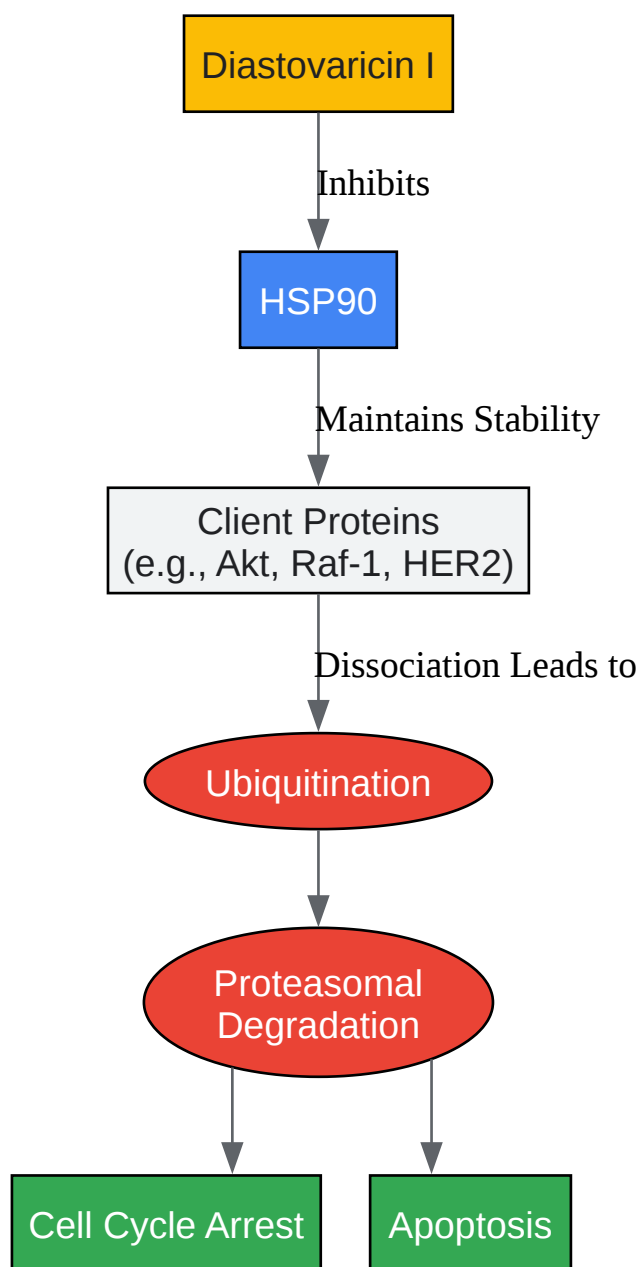 Diastovaricin I
Inhibits
HSP90
Maintains Stability
Client Proteins
(e.g., Akt, Raf-1, HER2)
Dissociation Leads to
Ubiquitination
Proteasomal
Degradation
Cell Cycle Arrest
Apoptosis